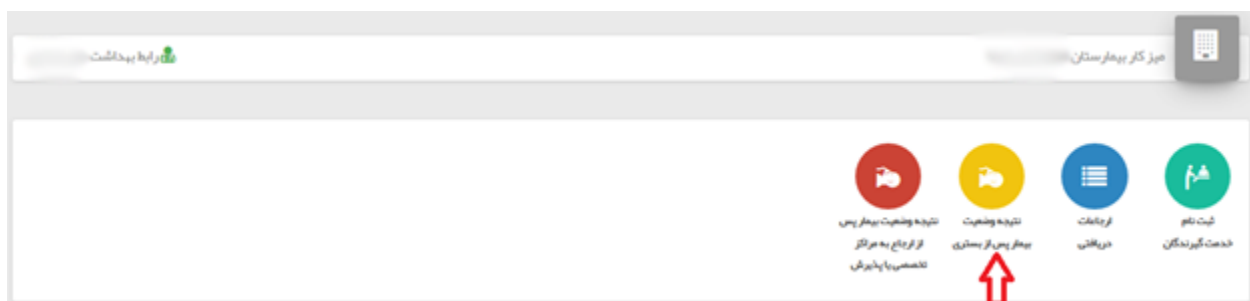 میز کار بیمارستان
رابط بهداشت
ثبت نام
خدمت گیرندگان
ارجاعات
دریافتی
نتیجه وضعیت
بیمار پس از بستری
نتیجه وضعیت بیمار پس
از ارجاع به مراکز
تخصصی یا پذیرش